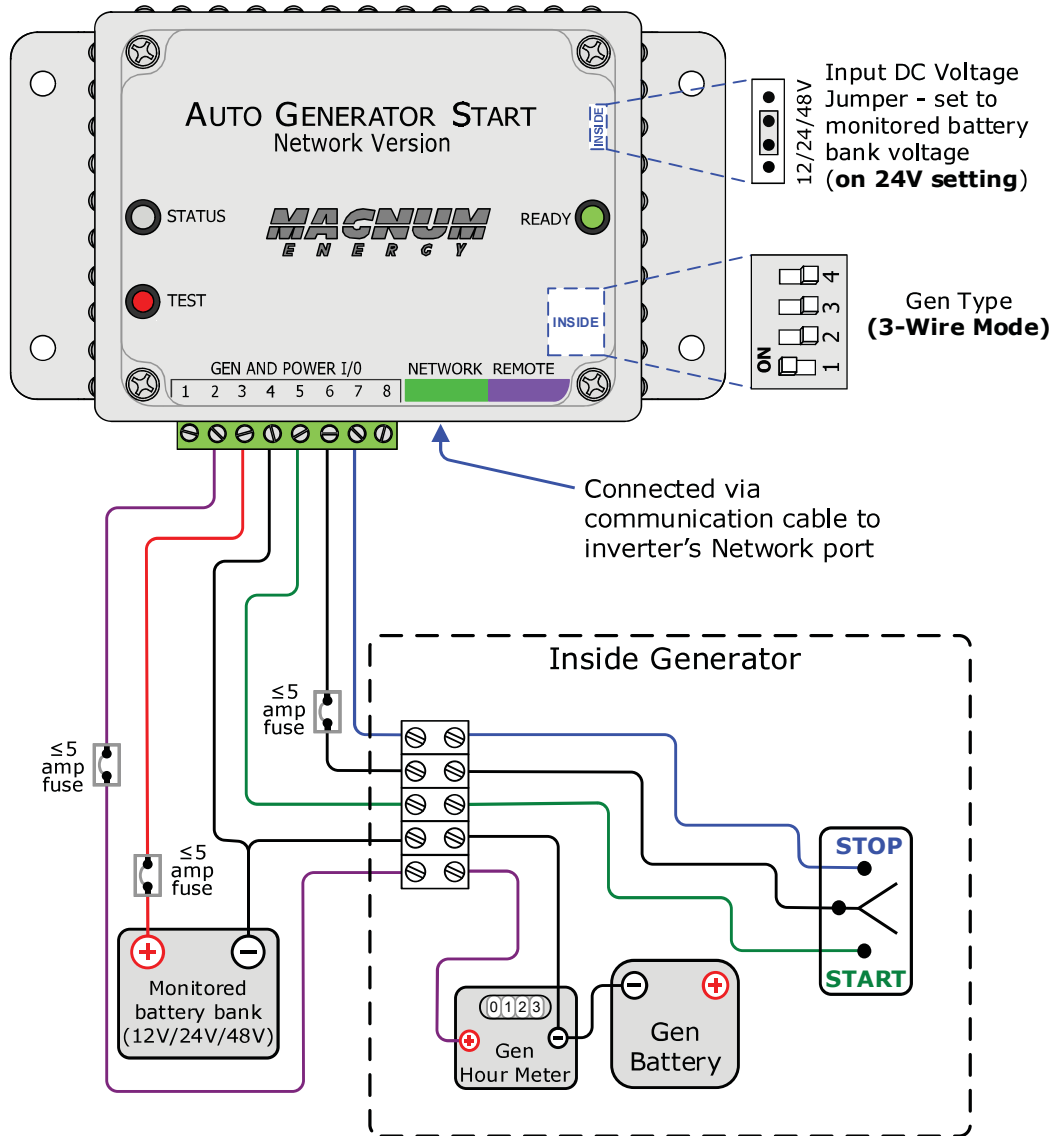 AUTO GENERATOR START
Network Version
INSIDE
12/24/48V
Input DC Voltage
Jumper - set to
monitored battery
bank voltage
(on 24V setting)
STATUS
MAGNUM
ENERGY
READY
TEST
INSIDE
ON
1
2
3
4
Gen Type
(3-Wire Mode)
GEN AND POWER I/0
NETWORK
REMOTE
1 2 3 4 5 6 7 8
Connected via
communication cable to
inverter's Network port
Inside Generator
≤5
amp
fuse
≤5
amp
fuse
≤5
amp
fuse
STOP
START
+
−
Monitored
battery bank
(12V/24V/48V)
0123
+
−
Gen
Hour Meter
−
+
Gen
Battery